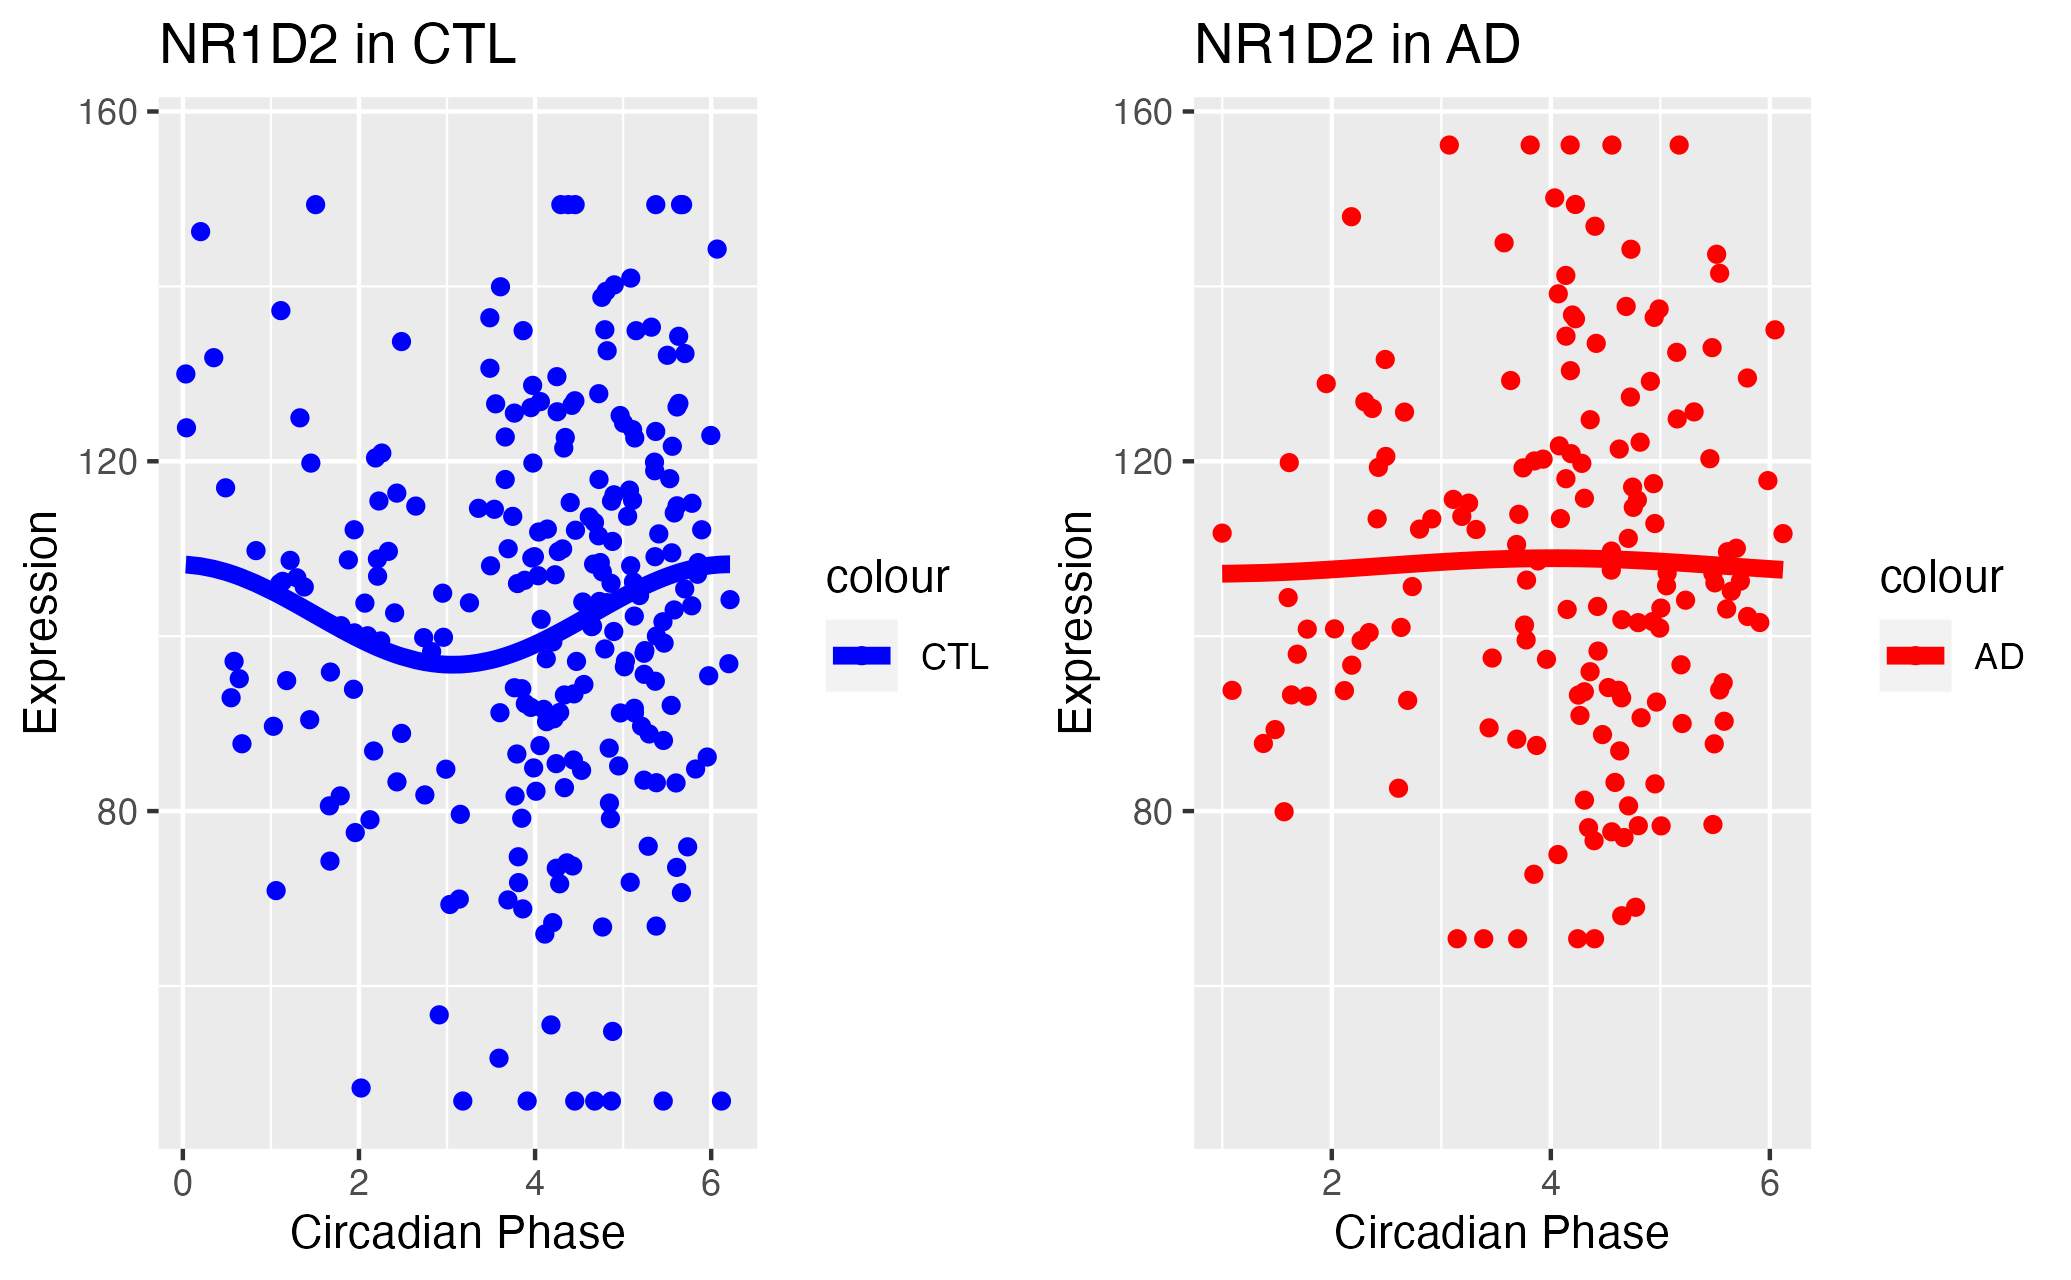 NR1D2 in CTL
160
120
80
Expression
0 2 4 6
Circadian Phase
colour
CTL
NR1D2 in AD
160
120
80
Expression
2 4 6
Circadian Phase
colour
AD